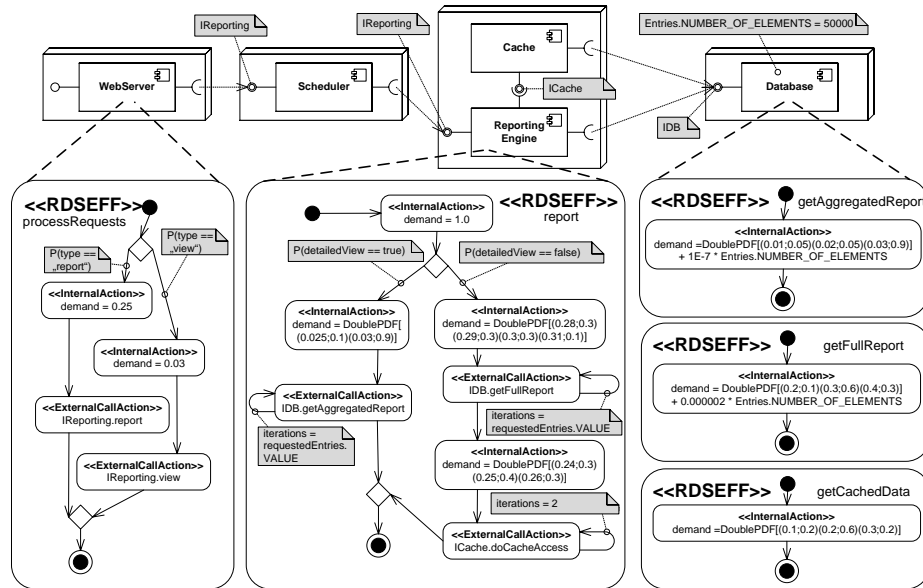 IReporting
IReporting
Entries.NUMBER_OF_ELEMENTS = 50000
WebServer
Scheduler
Cache
ICache
Reporting
Engine
Database
IDB
<<RDSEFF>>
processRequests
P(type ==
„report“)
P(type ==
„view“)
<<InternalAction>>
demand = 0.25
<<InternalAction>>
demand = 0.03
<<ExternalCallAction>>
IReporting.report
<<ExternalCallAction>>
IReporting.view
<<RDSEFF>>
report
<<InternalAction>>
demand = 1.0
P(detailedView == true)
P(detailedView == false)
<<InternalAction>>
demand = DoublePDF[
(0.025;0.1)(0.03;0.9)]
<<InternalAction>>
demand = DoublePDF[(0.28;0.3)
(0.29;0.3)(0.3;0.3)(0.31;0.1)]
<<ExternalCallAction>>
IDB.getAggregatedReport
iterations =
requestedEntries.
VALUE
<<ExternalCallAction>>
IDB.getFullReport
iterations =
requestedEntries.VALUE
<<InternalAction>>
demand = DoublePDF[(0.24;0.3)
(0.25;0.4)(0.26;0.3)]
iterations = 2
<<ExternalCallAction>>
ICache.doCacheAccess
<<RDSEFF>>
getAggregatedReport
<<InternalAction>>
demand =DoublePDF[(0.01;0.05)(0.02;0.05)(0.03;0.9)]
+ 1E-7 * Entries.NUMBER_OF_ELEMENTS
<<RDSEFF>>
getFullReport
<<InternalAction>>
demand = DoublePDF[(0.2;0.1)(0.3;0.6)(0.4;0.3)]
+ 0.000002 * Entries.NUMBER_OF_ELEMENTS
<<RDSEFF>>
getCachedData
<<InternalAction>>
demand =DoublePDF[(0.1;0.2)(0.2;0.6)(0.3;0.2)]